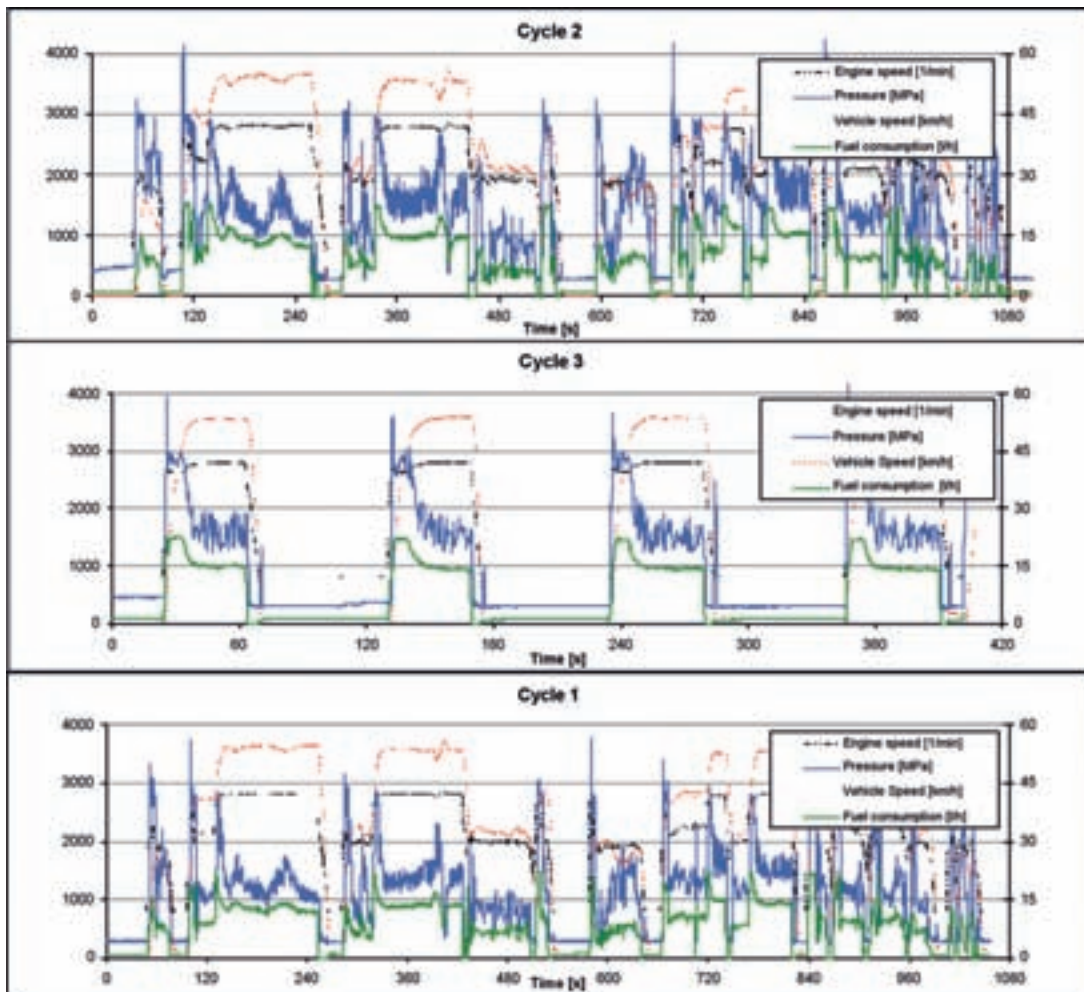 Cycle 2
4000
3000
2000
1000
0
60
45
30
15
0
Engine speed [1/min]
Pressure [MPa]
Vehicle speed [km/h]
Fuel consumption [l/h]
0 120 240 360 480 600 720 840 960 1080
Time [s]
Cycle 3
4000
3000
2000
1000
0
60
45
30
15
0
Engine speed [1/min]
Pressure [MPa]
Vehicle Speed [km/h]
Fuel consumption [l/h]
0 60 120 180 240 300 360 420
Time [s]
Cycle 1
4000
3000
2000
1000
0
60
45
30
15
0
Engine speed [1/min]
Pressure [MPa]
Vehicle Speed [km/h]
Fuel consumption [l/h]
0 120 240 360 480 600 720 840 960 1080
Time [s]